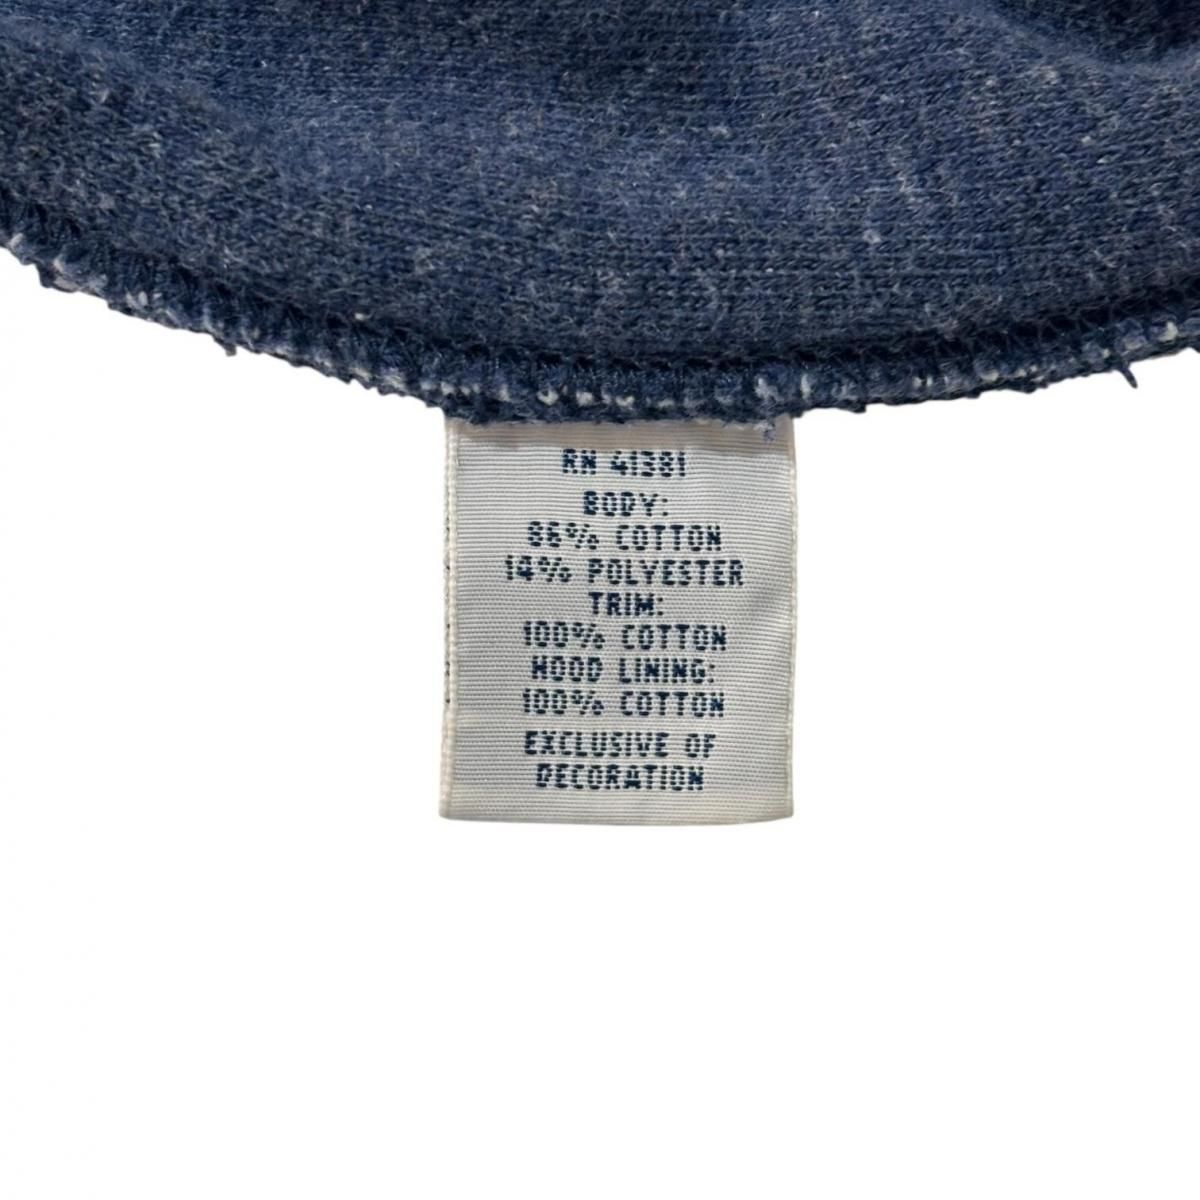 RN 41381
BODY:
86% COTTON
14% POLYESTER
TRIM:
100% COTTON
HOOD LINING:
100% COTTON
EXCLUSIVE OF
DECORATION